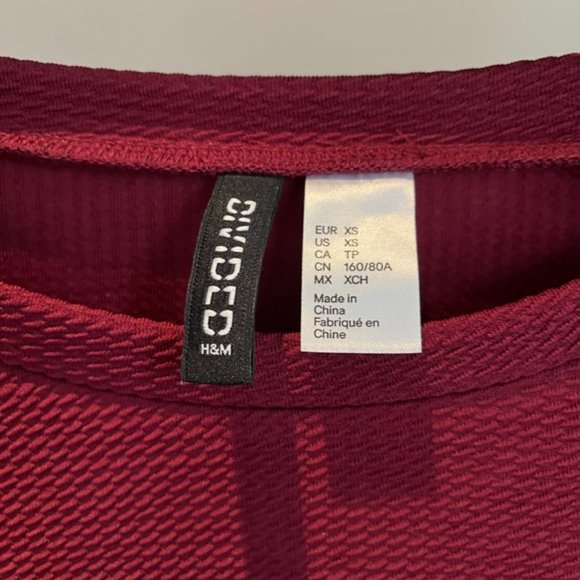 DIVIDED
H&M
EUR XS
US XS
CA TP
CN 160/80A
MX XCH
Made in
China
Fabriqué en
Chine